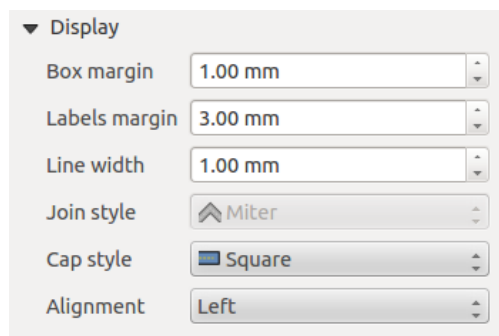 Display
Box margin 1.00 mm
Labels margin 3.00 mm
Line width 1.00 mm
Join style Miter
Cap style Square
Alignment Left